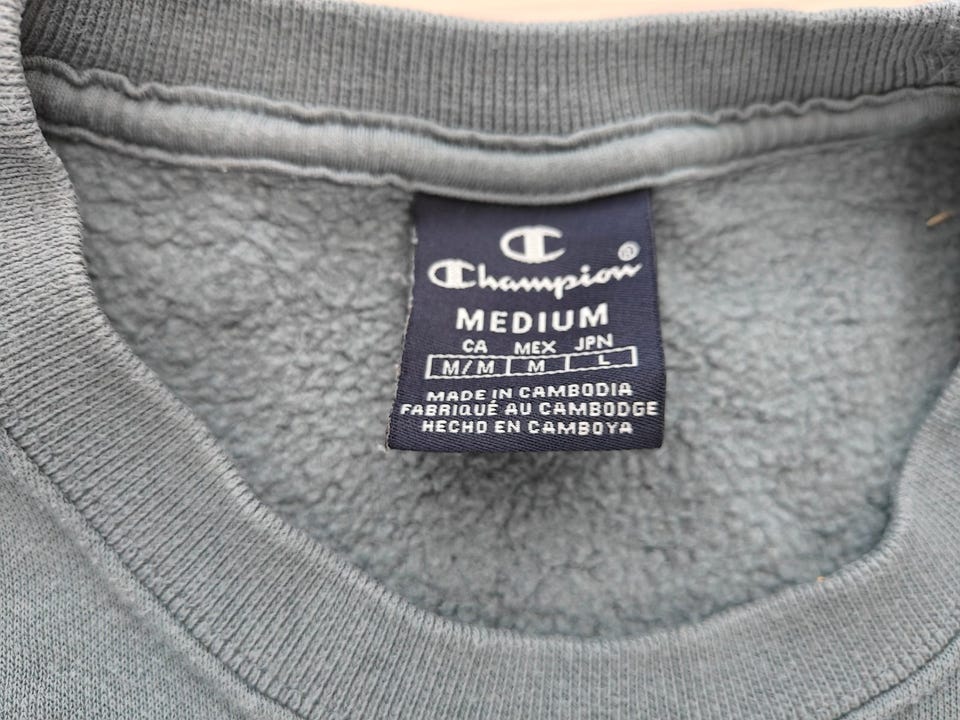 Champion®
MEDIUM
CA MEX JPN
M/M M L
MADE IN CAMBODIA
FABRIQUÉ AU CAMBODGE
HECHO EN CAMBOYA